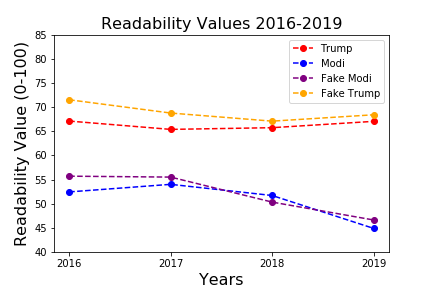 Readability Values 2016-2019
Readability Value (0-100)
85
80
75
70
65
60
55
50
45
40
Trump
Modi
Fake Modi
Fake Trump
2016 2017 2018 2019
Years